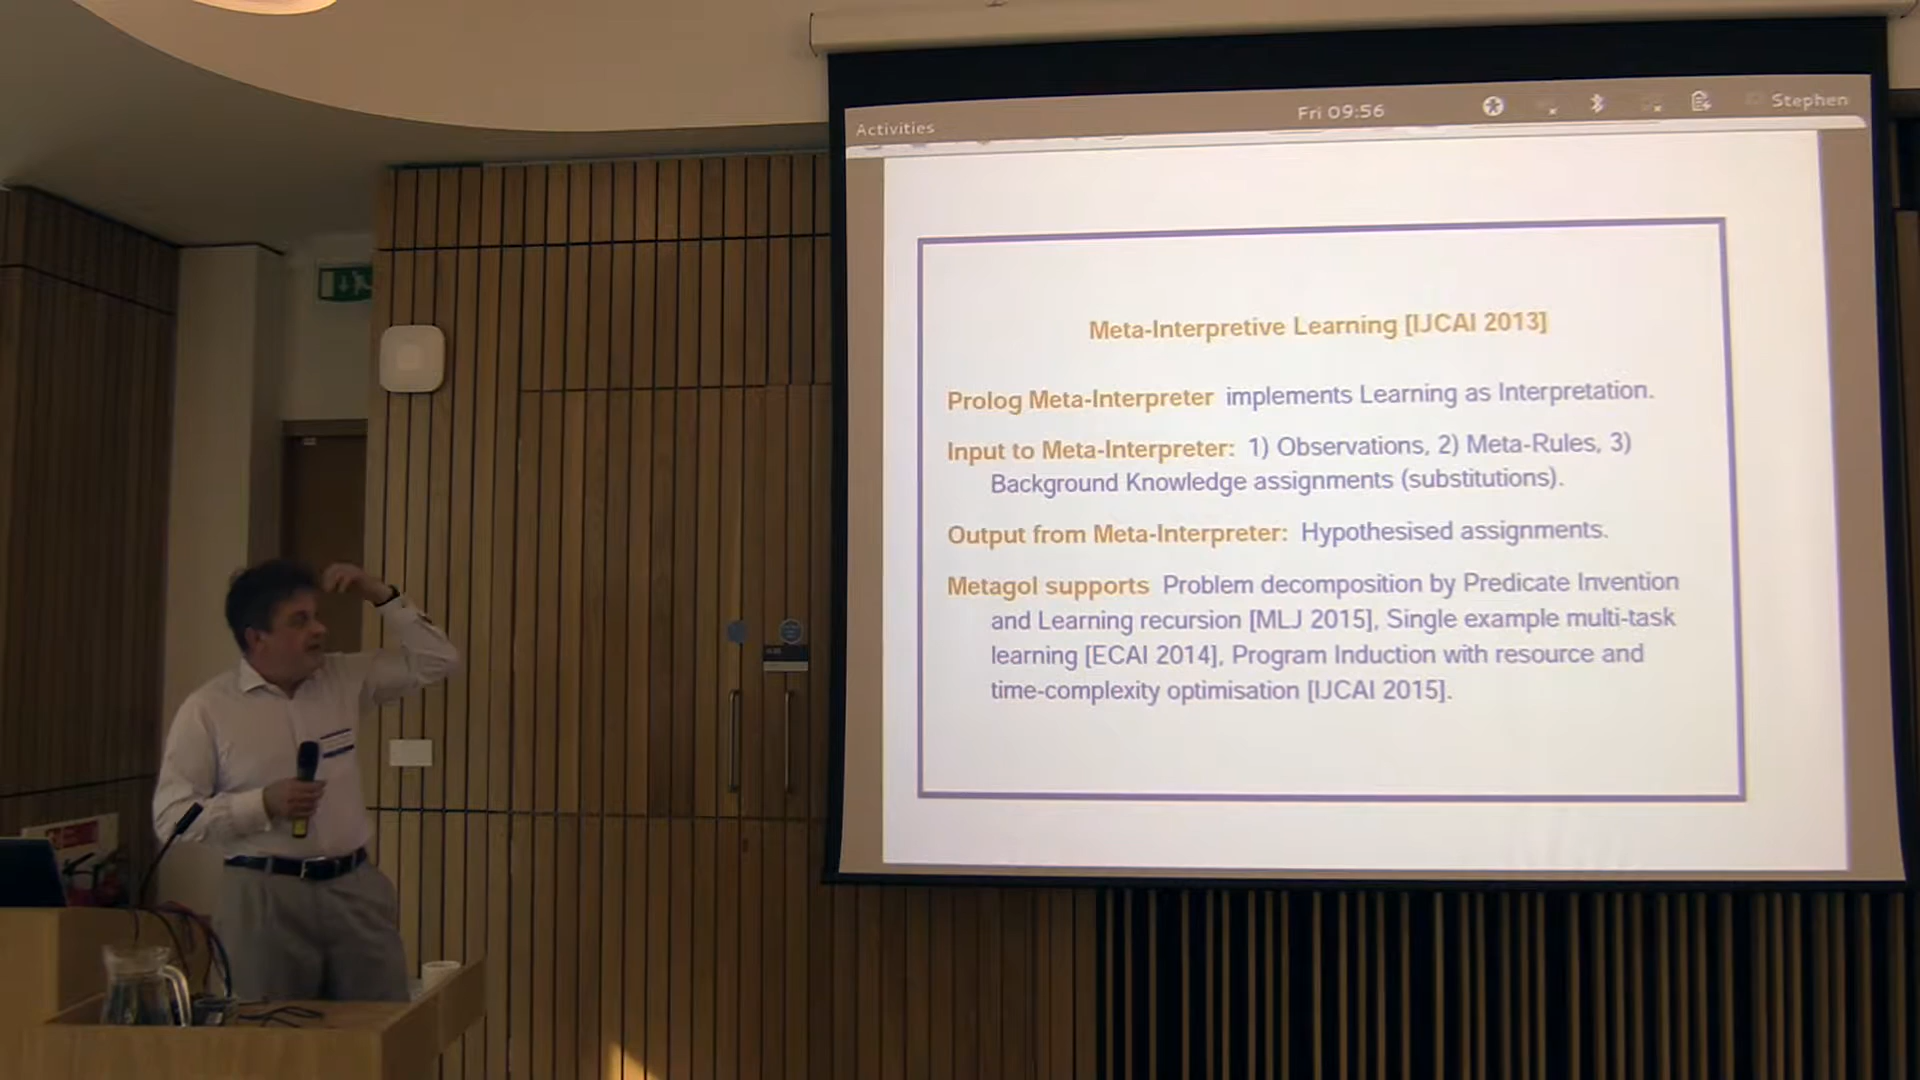 Activities
Fri 09:56
Stephen
Meta-Interpretive Learning [IJCAI 2013]
Prolog Meta-Interpreter implements Learning as Interpretation.
Input to Meta-Interpreter: 1) Observations, 2) Meta-Rules, 3)
Background Knowledge assignments (substitutions).
Output from Meta-Interpreter: Hypothesised assignments.
Metagol supports Problem decomposition by Predicate Invention
and Learning recursion [MLJ 2015], Single example multi-task
learning [ECAI 2014], Program Induction with resource and
time-complexity optimisation [IJCAI 2015].